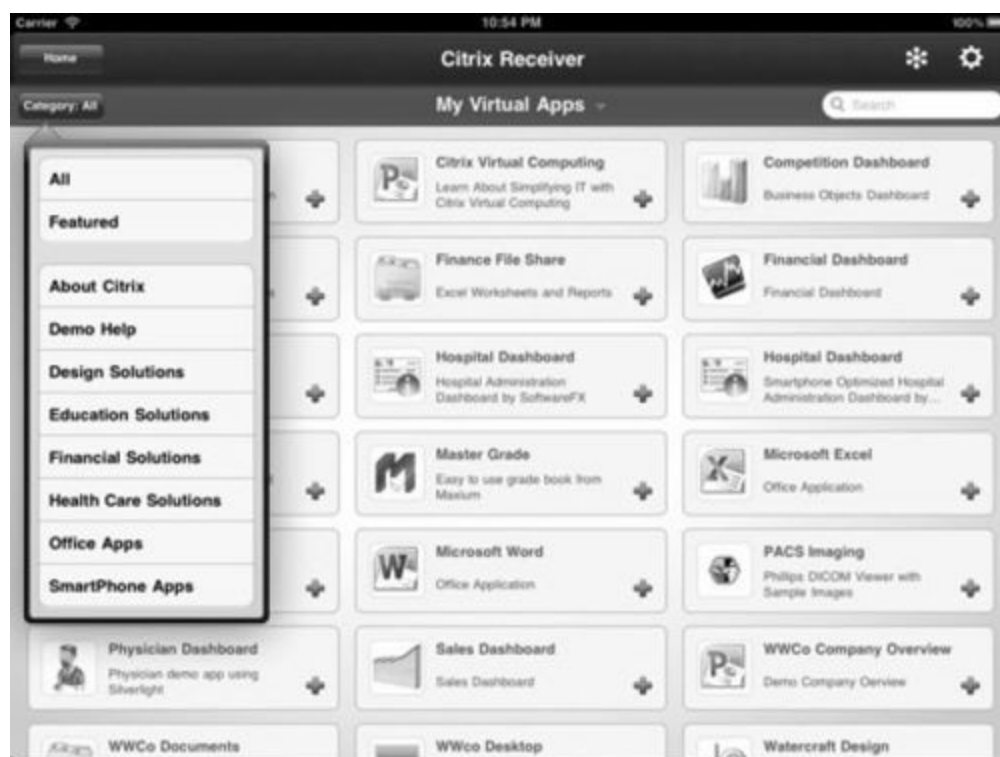 Carrier
10:54 PM
100%
Home
Citrix Receiver
Category: All
My Virtual Apps
Search
All
Featured
About Citrix
Demo Help
Design Solutions
Education Solutions
Financial Solutions
Health Care Solutions
Office Apps
SmartPhone Apps
Citrix Virtual Computing
Learn About Simplifying IT with
Citrix Virtual Computing
Competition Dashboard
Business Objects Dashboard
Finance File Share
Excel Worksheets and Reports
Financial Dashboard
Financial Dashboard
Hospital Dashboard
Hospital Administration
Dashboard by SoftwareFX
Hospital Dashboard
Smartphone Optimized Hospital
Administration Dashboard by...
Master Grade
Easy to use grade book from
Maxium
Microsoft Excel
Office Application
Microsoft Word
Office Application
PACS Imaging
Phillips DICOM Viewer with
Sample Images
Physician Dashboard
Physician demo app using
Silverlight
Sales Dashboard
Sales Dashboard
WWCo Company Overview
Demo Company Oerview
WWCo Documents
WWco Desktop
Watercraft Design